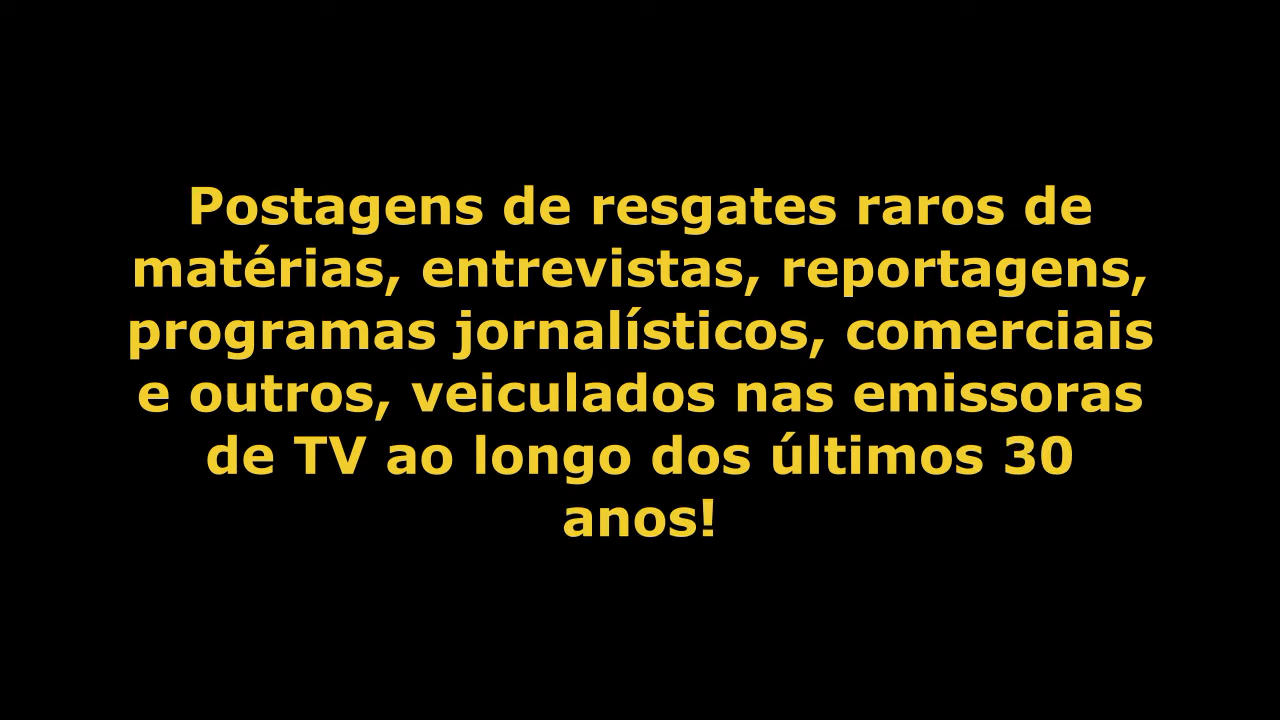 Postagens de resgates raros de
matérias, entrevistas, reportagens,
programas jornalísticos, comerciais
e outros, veiculados nas emissoras
de TV ao longo dos últimos 30
anos!